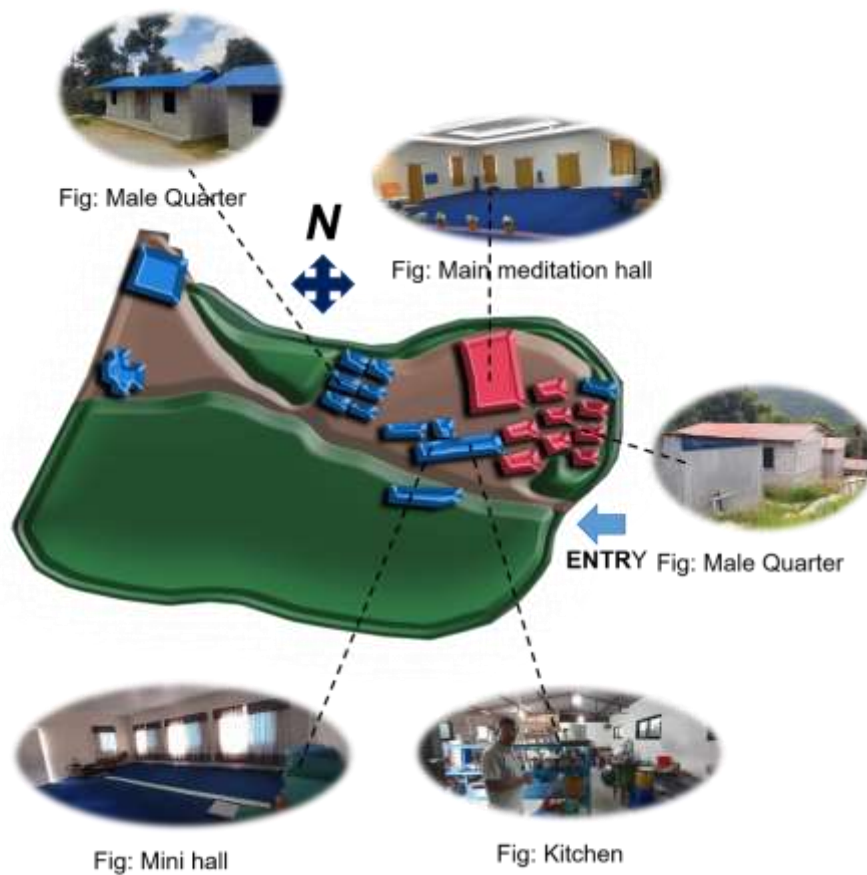 Fig: Male Quarter
N
Fig: Main meditation hall
ENTRY
Fig: Male Quarter
Fig: Mini hall
Fig: Kitchen